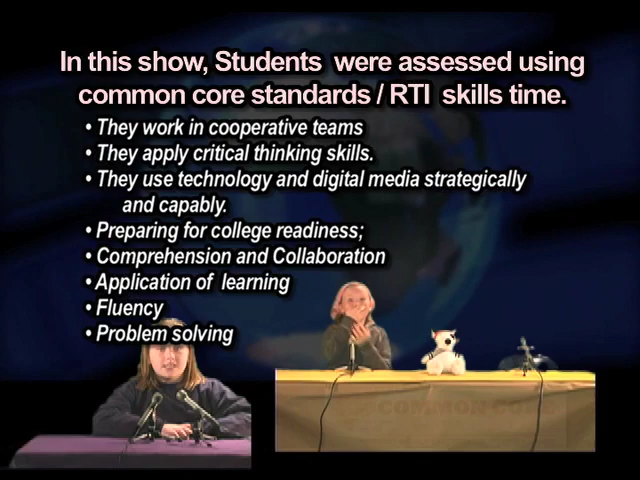 In this show, Students were assessed using
common core standards / RTI skills time.
• They work in cooperative teams
• They apply critical thinking skills.
• They use technology and digital media strategically
and capably.
• Preparing for college readiness;
• Comprehension and Collaboration
• Application of learning
• Fluency
• Problem solving
COMMON CORE